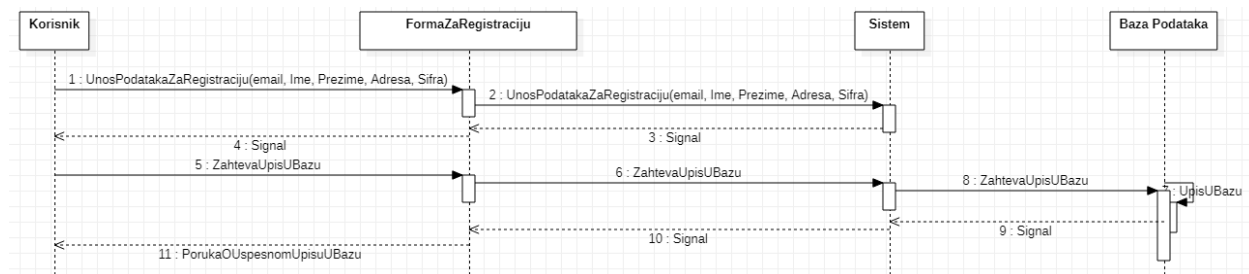 Korisnik
FormaZaRegistraciju
Sistem
Baza Podataka
1 : UnosPodatakaZaRegistraciju(email, Ime, Prezime, Adresa, Sifra)
2 : UnosPodatakaZaRegistraciju(email, Ime, Prezime, Adresa, Sifra)
3 : Signal
4 : Signal
5 : ZahtevaUpisUBazu
6 : ZahtevaUpisUBazu
8 : ZahtevaUpisUBazu
7 : UpisUBazu
9 : Signal
10 : Signal
11 : PorukaOUspesnomUpisuUBazu